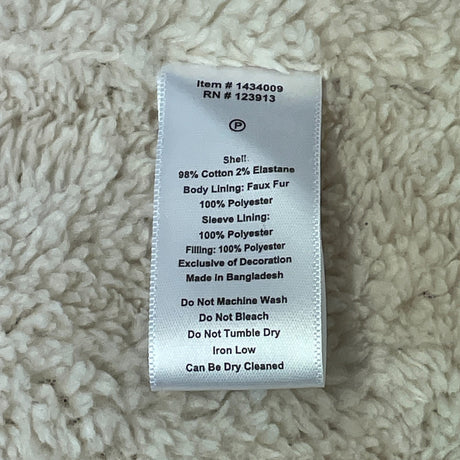 Item # 1434009
RN # 123913
P
Shell:
98% Cotton 2% Elastane
Body Lining: Faux Fur
100% Polyester
Sleeve Lining:
100% Polyester
Filling: 100% Polyester
Exclusive of Decoration
Made in Bangladesh
Do Not Machine Wash
Do Not Bleach
Do Not Tumble Dry
Iron Low
Can Be Dry Cleaned